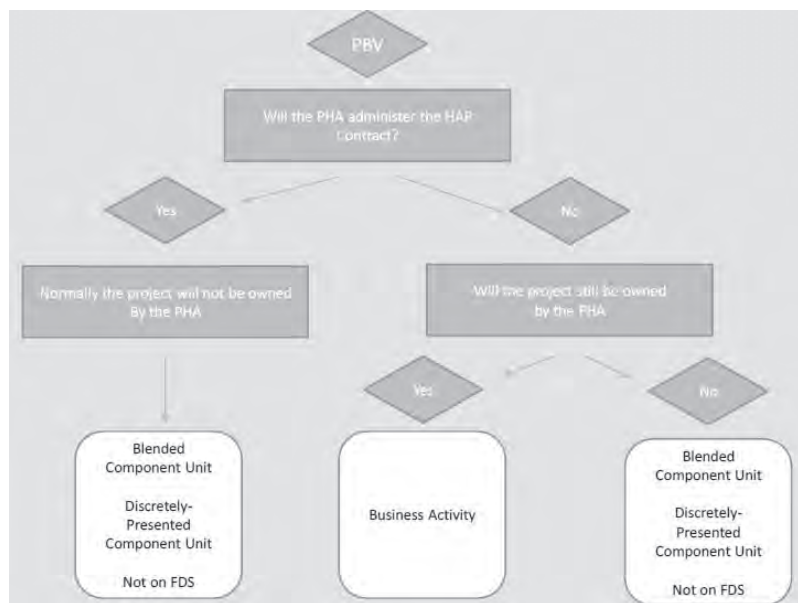 PBV
Will the PHA administer the HAP
Contract?
Yes
No
Normally the project will not be owned
By the PHA
Will the project still be owned
by the PHA
Yes
No
Blended
Component Unit
Discretely-
Presented
Component Unit
Not on FDS
Business Activity
Blended
Component Unit
Discretely-
Presented
Component Unit
Not on FDS